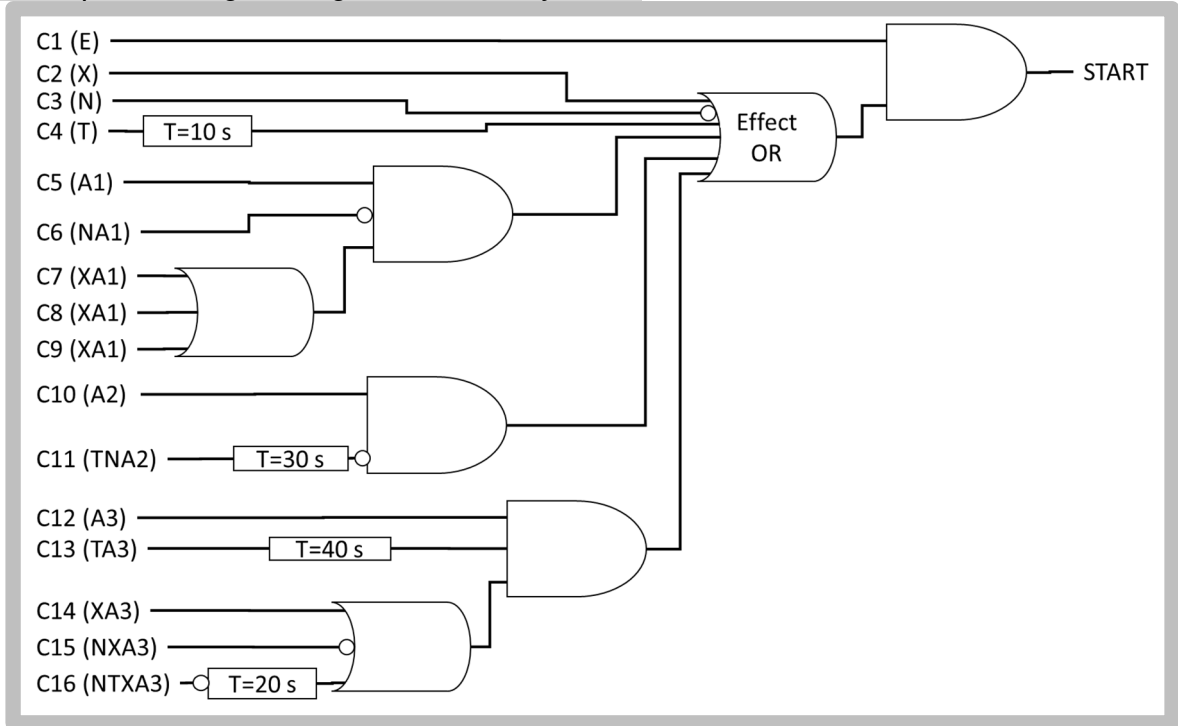 C1 (E)
C2 (X)
C3 (N)
C4 (T)
T=10 s
Effect
OR
START
C5 (A1)
C6 (NA1)
C7 (XA1)
C8 (XA1)
C9 (XA1)
C10 (A2)
C11 (TNA2)
T=30 s
C12 (A3)
C13 (TA3)
T=40 s
C14 (XA3)
C15 (NXA3)
C16 (NTXA3)
T=20 s